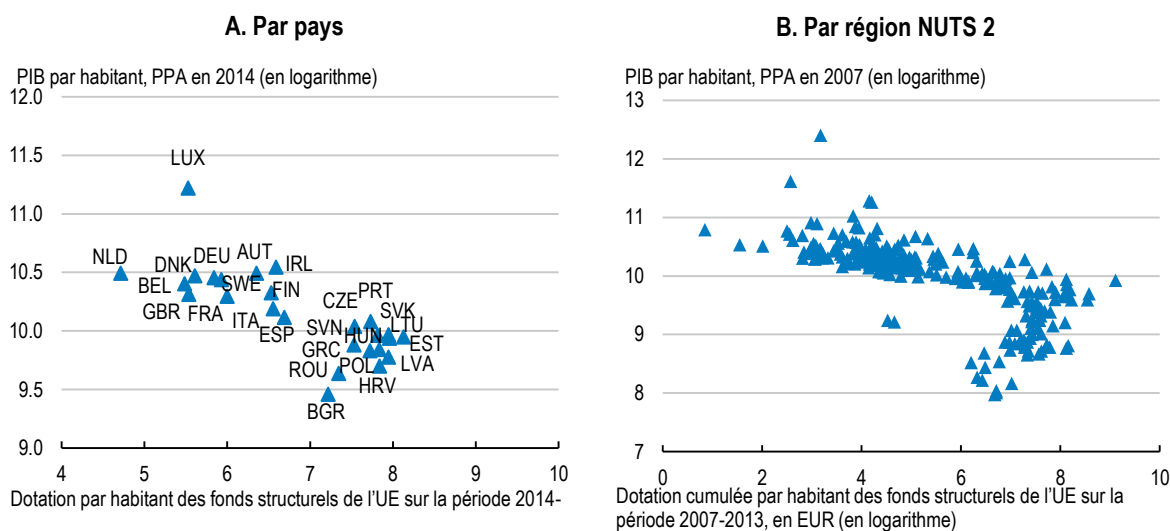 A. Par pays
PIB par habitant, PPA en 2014 (en logarithme)
12.0
11.5
11.0
10.5
10.0
9.5
9.0
LUX
NLD
DNK
DEU
AUT
IRL
BEL
SWE
FIN
GBR
FRA
ITA
ESP
CZE
PRT
SVK
SVN
HUN
LTU
GRC
EST
ROU
POL
LVA
HRV
BGR
4 5 6 7 8 9 10
Dotation par habitant des fonds structurels de l'UE sur la période 2014-
B. Par région NUTS 2
PIB par habitant, PPA en 2007 (en logarithme)
13
12
11
10
9
8
7
0 2 4 6 8 10
Dotation cumulée par habitant des fonds structurels de l'UE sur la
période 2007-2013, en EUR (en logarithme)